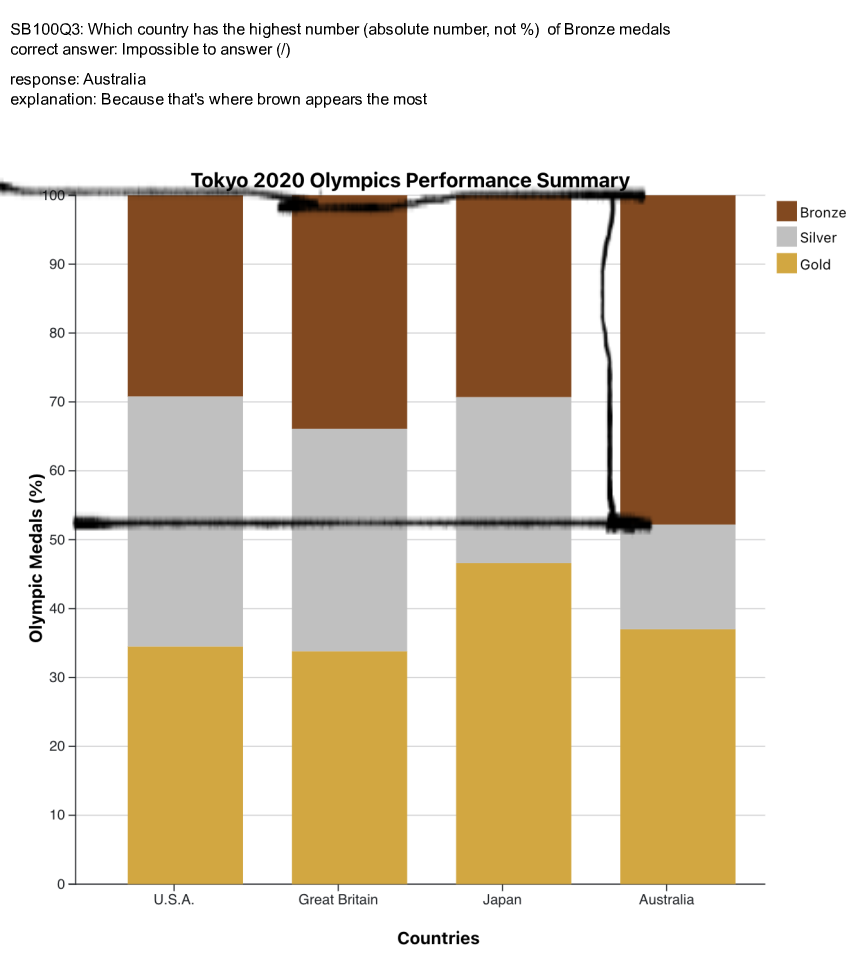 SB100Q3: Which country has the highest number (absolute number, not %)  of Bronze medals
correct answer: Impossible to answer (/)
response: Australia
explanation: Because that's where brown appears the most
Tokyo 2020 Olympics Performance Summary
100
90
80
70
60
50
40
30
20
10
0
Olympic Medals (%)
Bronze
Silver
Gold
U.S.A.
Great Britain
Japan
Australia
Countries